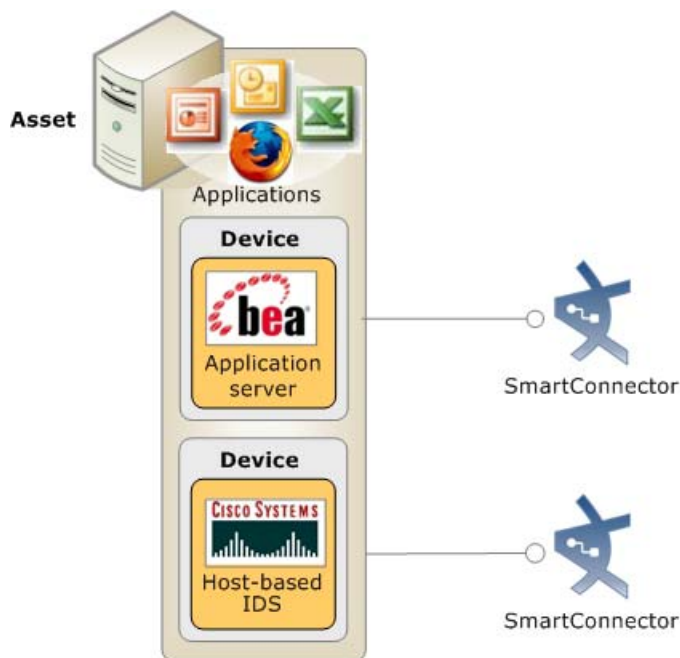 Asset
Applications
Device
bea
Application
server
SmartConnector
Device
CISCO SYSTEMS
Host-based
IDS
SmartConnector